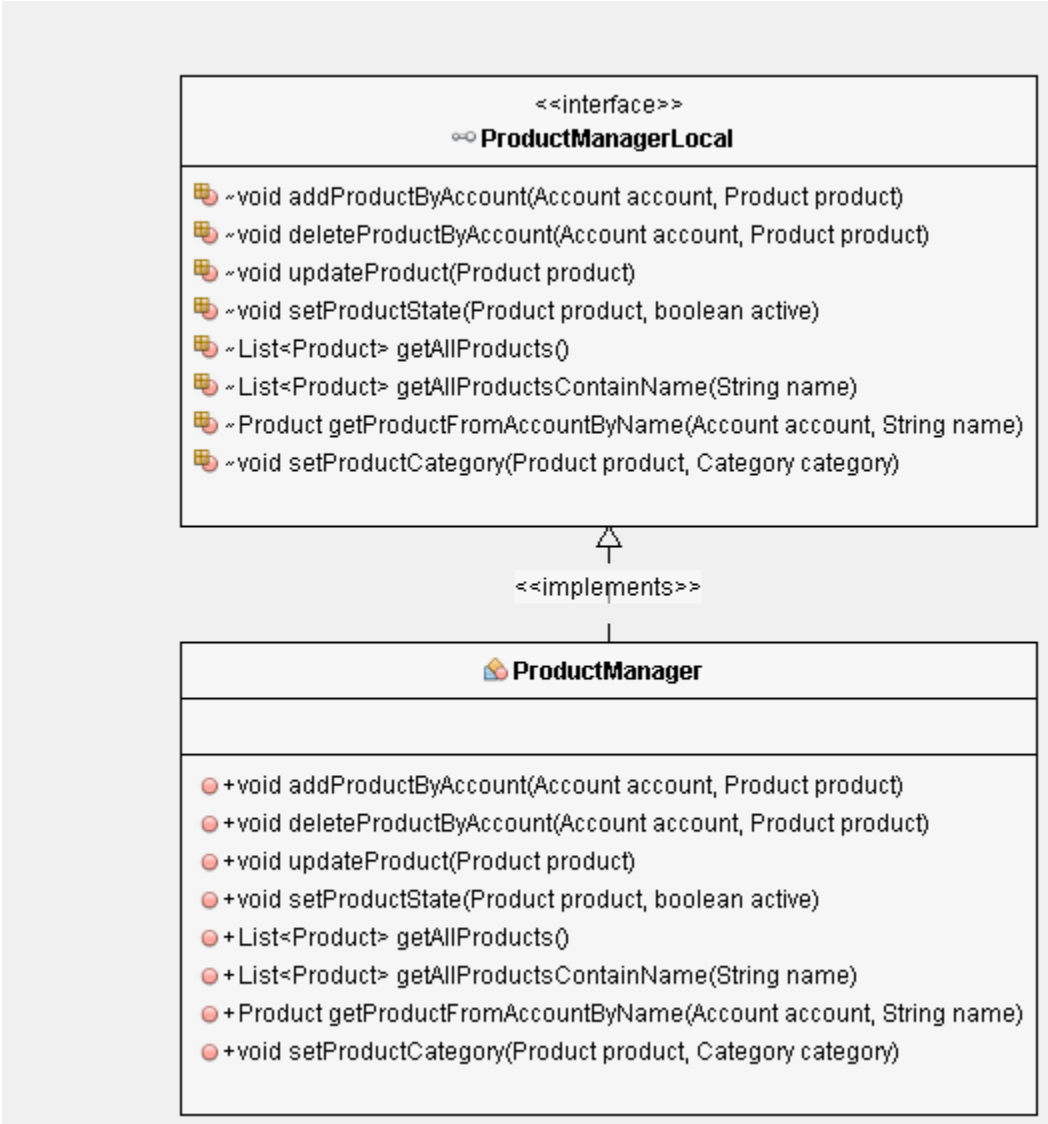 <<interface>>
ProductManagerLocal
~void addProductByAccount(Account account, Product product)
~void deleteProductByAccount(Account account, Product product)
~void updateProduct(Product product)
~void setProductState(Product product, boolean active)
~List<Product> getAllProducts()
~List<Product> getAllProductsContainName(String name)
~Product getProductFromAccountByName(Account account, String name)
~void setProductCategory(Product product, Category category)
<<implements>>
ProductManager
+void addProductByAccount(Account account, Product product)
+void deleteProductByAccount(Account account, Product product)
+void updateProduct(Product product)
+void setProductState(Product product, boolean active)
+List<Product> getAllProducts()
+List<Product> getAllProductsContainName(String name)
+Product getProductFromAccountByName(Account account, String name)
+void setProductCategory(Product product, Category category)